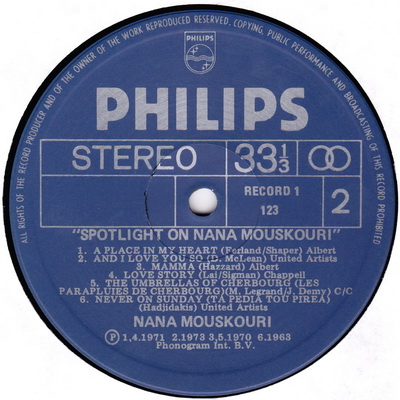 ALL RIGHTS OF THE RECORD PRODUCER AND OF THE OWNER OF THE WORK REPRODUCED RESERVED. COPYING, PUBLIC PERFORMANCE AND BROADCASTING OF THIS RECORD PROHIBITED
PHILIPS
PHILIPS
STEREO 33⅓
RECORD 1
123 2
"SPOTLIGHT ON NANA MOUSKOURI"
1. A PLACE IN MY HEART (Forland/Shaper) Albert
2. AND I LOVE YOU SO (D. McLean) United Artists
3. MAMMA (Hazzard) Albert
4. LOVE STORY (Lai/Sigman) Chappell
5. THE UMBRELLAS OF CHERBOURG (LES
PARAPLUIES DE CHERBOURG)(M. Legrand/J. Demy) C/C
6. NEVER ON SUNDAY (TA PEDIA TOU PIREA)
(Hadjidakis) United Artists
NANA MOUSKOURI
Ⓟ 1,4.1971 2.1973 3,5.1970 6.1963
Phonogram Int. B.V.